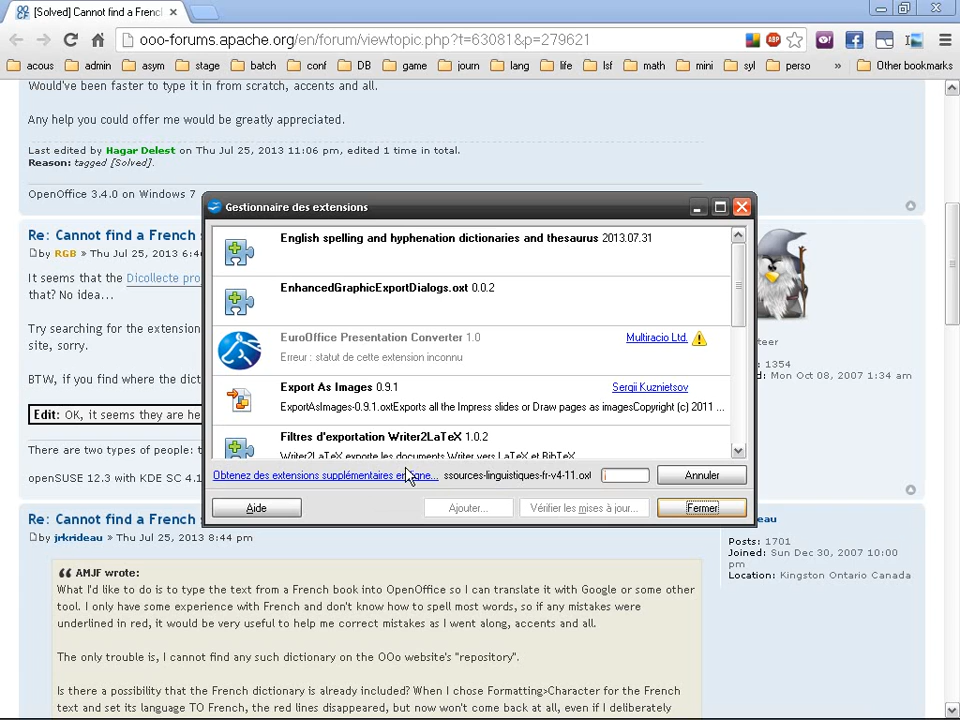 [Solved] Cannot find a French
ooo-forums.apache.org/en/forum/viewtopic.php?t=63081&p=279621
acous admin asym stage batch conf DB game journ lang life lsf math mini syl perso » Other bookmarks
Would've been faster to type it in from scratch, accents and all.
Any help you could offer me would be greatly appreciated.
Last edited by Hagar Delest on Thu Jul 25, 2013 11:06 pm, edited 1 time in total.
Reason: tagged [Solved].
OpenOffice 3.4.0 on Windows 7
Re: Cannot find a French
by RGB » Thu Jul 25, 2013 6:4
It seems that the Dicollecte pro
that? No idea...
Try searching for the extension
site, sorry.
BTW, if you find where the dict
Edit: OK, it seems they are he
There are two types of people: t
openSUSE 12.3 with KDE SC 4.1
teer
1354
Mon Oct 08, 2007 1:34 am
Gestionnaire des extensions
English spelling and hyphenation dictionaries and thesaurus 2013.07.31
EnhancedGraphicExportDialogs.oxt 0.0.2
EuroOffice Presentation Converter 1.0 Multiracio Ltd.
Erreur : statut de cette extension inconnu
Export As Images 0.9.1 Sergii Kuznietsov
ExportAsImages-0.9.1.oxtExports all the Impress slides or Draw pages as imagesCopyright (c) 2011 ...
Filtres d'exportation Writer2LaTeX 1.0.2
Writer2LaTeX exporte les documents Writer vers LaTeX et BibTeX
Obtenez des extensions supplémentaires en ligne... ssources-linguistiques-fr-v4-11.oxt Annuler
Aide Ajouter... Vérifier les mises à jour... Fermer
Re: Cannot find a French
by jrkrideau » Thu Jul 25, 2013 8:44 pm
eau
Posts: 1701
Joined: Sun Dec 30, 2007 10:00
pm
Location: Kingston Ontario Canada
AMJF wrote:
What I'd like to do is to type the text from a French book into OpenOffice so I can translate it with Google or some other
tool. I only have some experience with French and don't know how to spell most words, so if any mistakes were
underlined in red, it would be very useful to help me correct mistakes as I went along, accents and all.
The only trouble is, I cannot find any such dictionary on the OOo website's "repository".
Is there a possibility that the French dictionary is already included? When I chose Formatting>Character for the French
text and set its language TO French, the red lines disappeared, but now won't come back at all, even if I deliberately